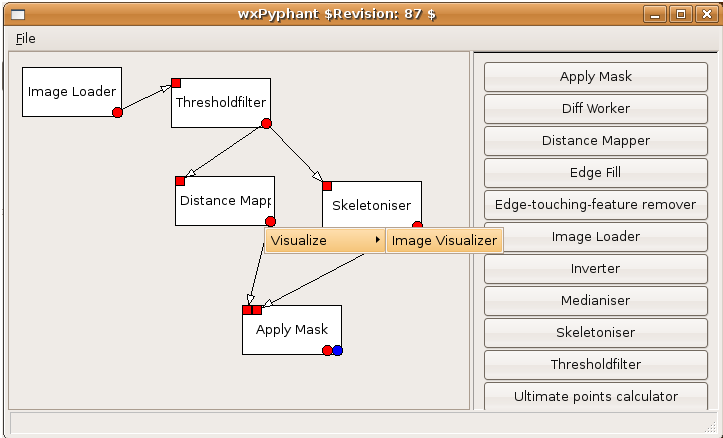 wxPyphant $Revision: 87 $
File
Image Loader
Thresholdfilter
Distance Mapp
Skeletoniser
Visualize
Image Visualizer
Apply Mask
Apply Mask
Diff Worker
Distance Mapper
Edge Fill
Edge-touching-feature remover
Image Loader
Inverter
Medianiser
Skeletoniser
Thresholdfilter
Ultimate points calculator